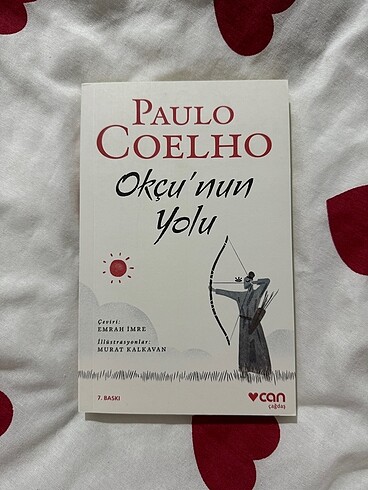 PAULO
COELHO
Okçu'nun
Yolu
Çeviri:
EMRAH İMRE
İllüstrasyonlar:
MURAT KALKAVAN
7. BASKI
can
çağdaş